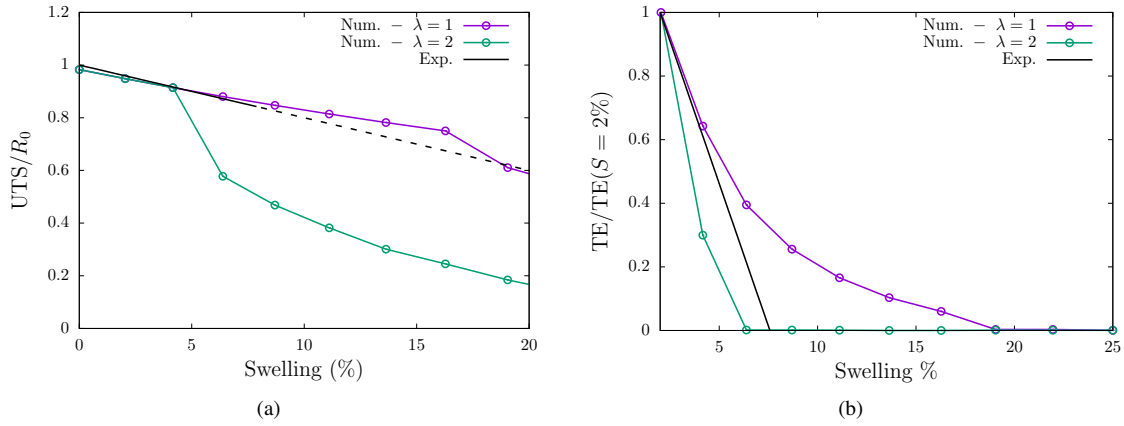 UTS/R₀
1.2
1
0.8
0.6
0.4
0.2
0
0 5 10 15 20
Swelling (%)
Num. − λ = 1
Num. − λ = 2
Exp.
(a)
TE/TE(S = 2%)
1
0.8
0.6
0.4
0.2
0
5 10 15 20 25
Swelling %
Num. − λ = 1
Num. − λ = 2
Exp.
(b)